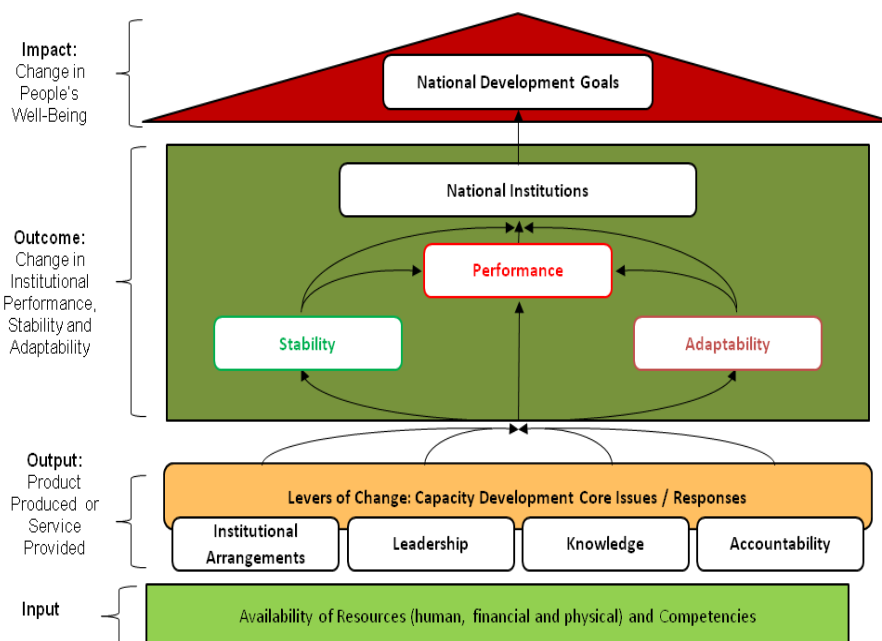 Impact:
Change in
People's
Well-Being
National Development Goals
Outcome:
Change in
Institutional
Performance,
Stability and
Adaptability
National Institutions
Performance
Stability
Adaptability
Output:
Product
Produced or
Service
Provided
Levers of Change: Capacity Development Core Issues / Responses
Institutional
Arrangements
Leadership
Knowledge
Accountability
Input
Availability of Resources (human, financial and physical) and Competencies